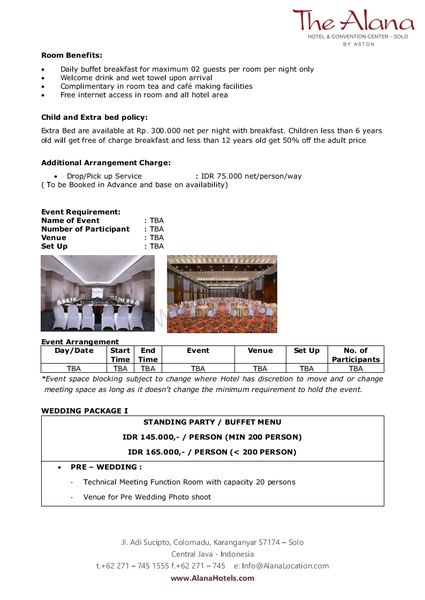 The Alana
HOTEL & CONVENTION CENTER - SOLO
BY ASTON
Room Benefits:
• Daily buffet breakfast for maximum 02 guests per room per night only
• Welcome drink and wet towel upon arrival
• Complimentary in room tea and café making facilities
• Free internet access in room and all hotel area
Child and Extra bed policy:
Extra Bed are available at Rp. 300.000 net per night with breakfast. Children less than 6 years
old will get free of charge breakfast and less than 12 years old get 50% off the adult price
Additional Arrangement Charge:
• Drop/Pick up Service : IDR 75.000 net/person/way
( To be Booked in Advance and base on availability)
Event Requirement:
Name of Event : TBA
Number of Participant : TBA
Venue : TBA
Set Up : TBA
Event Arrangement
Day/Date Start Time End Time Event Venue Set Up No. of Participants
TBA TBA TBA TBA TBA TBA TBA
*Event space blocking subject to change where Hotel has discretion to move and or change
meeting space as long as it doesn't change the minimum requirement to hold the event.
WEDDING PACKAGE I
STANDING PARTY / BUFFET MENU
IDR 145.000,- / PERSON (MIN 200 PERSON)
IDR 165.000,- / PERSON (< 200 PERSON)
• PRE – WEDDING :
- Technical Meeting Function Room with capacity 20 persons
- Venue for Pre Wedding Photo shoot
Jl. Adi Sucipto, Colomadu, Karanganyar 57174 – Solo
Central Java - Indonesia
t.+62 271 – 745 1555 f.+62 271 – 745 e: Info@AlanaLocation.com
www.AlanaHotels.com